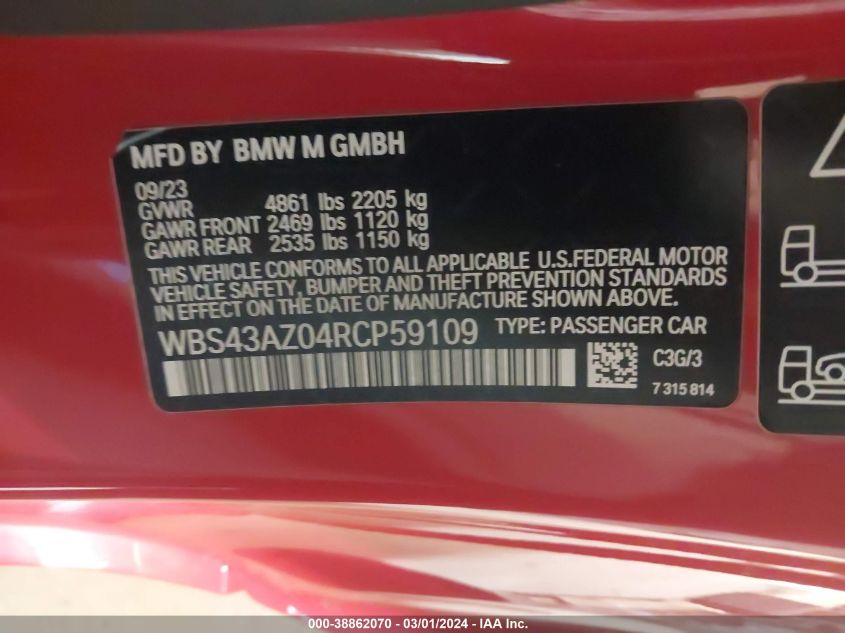 MFD BY BMW M GMBH
09/23
GVWR 4861 lbs 2205 kg
GAWR FRONT 2469 lbs 1120 kg
GAWR REAR 2535 lbs 1150 kg
THIS VEHICLE CONFORMS TO ALL APPLICABLE U.S.FEDERAL MOTOR
VEHICLE SAFETY, BUMPER AND THEFT PREVENTION STANDARDS
IN EFFECT ON THE DATE OF MANUFACTURE SHOWN ABOVE.
WBS43AZ04RCP59109 TYPE: PASSENGER CAR
C3G/3
7 315 814
000-38862070 - 03/01/2024 - IAA Inc.